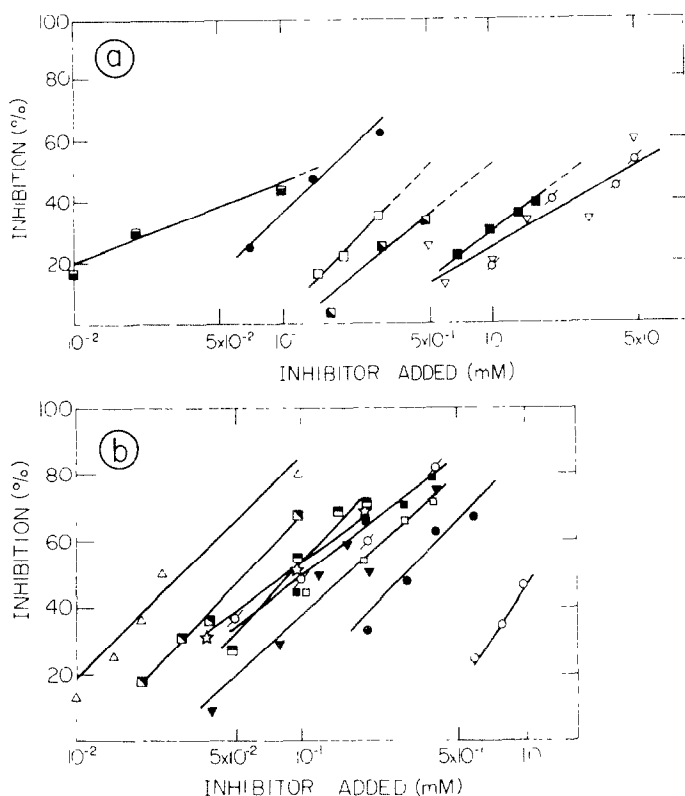 100
80
60
40
20
INHIBITION (%)
a
10⁻²
5x10⁻²
10⁻¹
5x10⁻¹
10
5x10
INHIBITOR ADDED (mM)
100
80
60
40
20
INHIBITION (%)
b
10⁻²
5x10⁻²
10⁻¹
5x10⁻¹
10
INHIBITOR ADDED (mM)